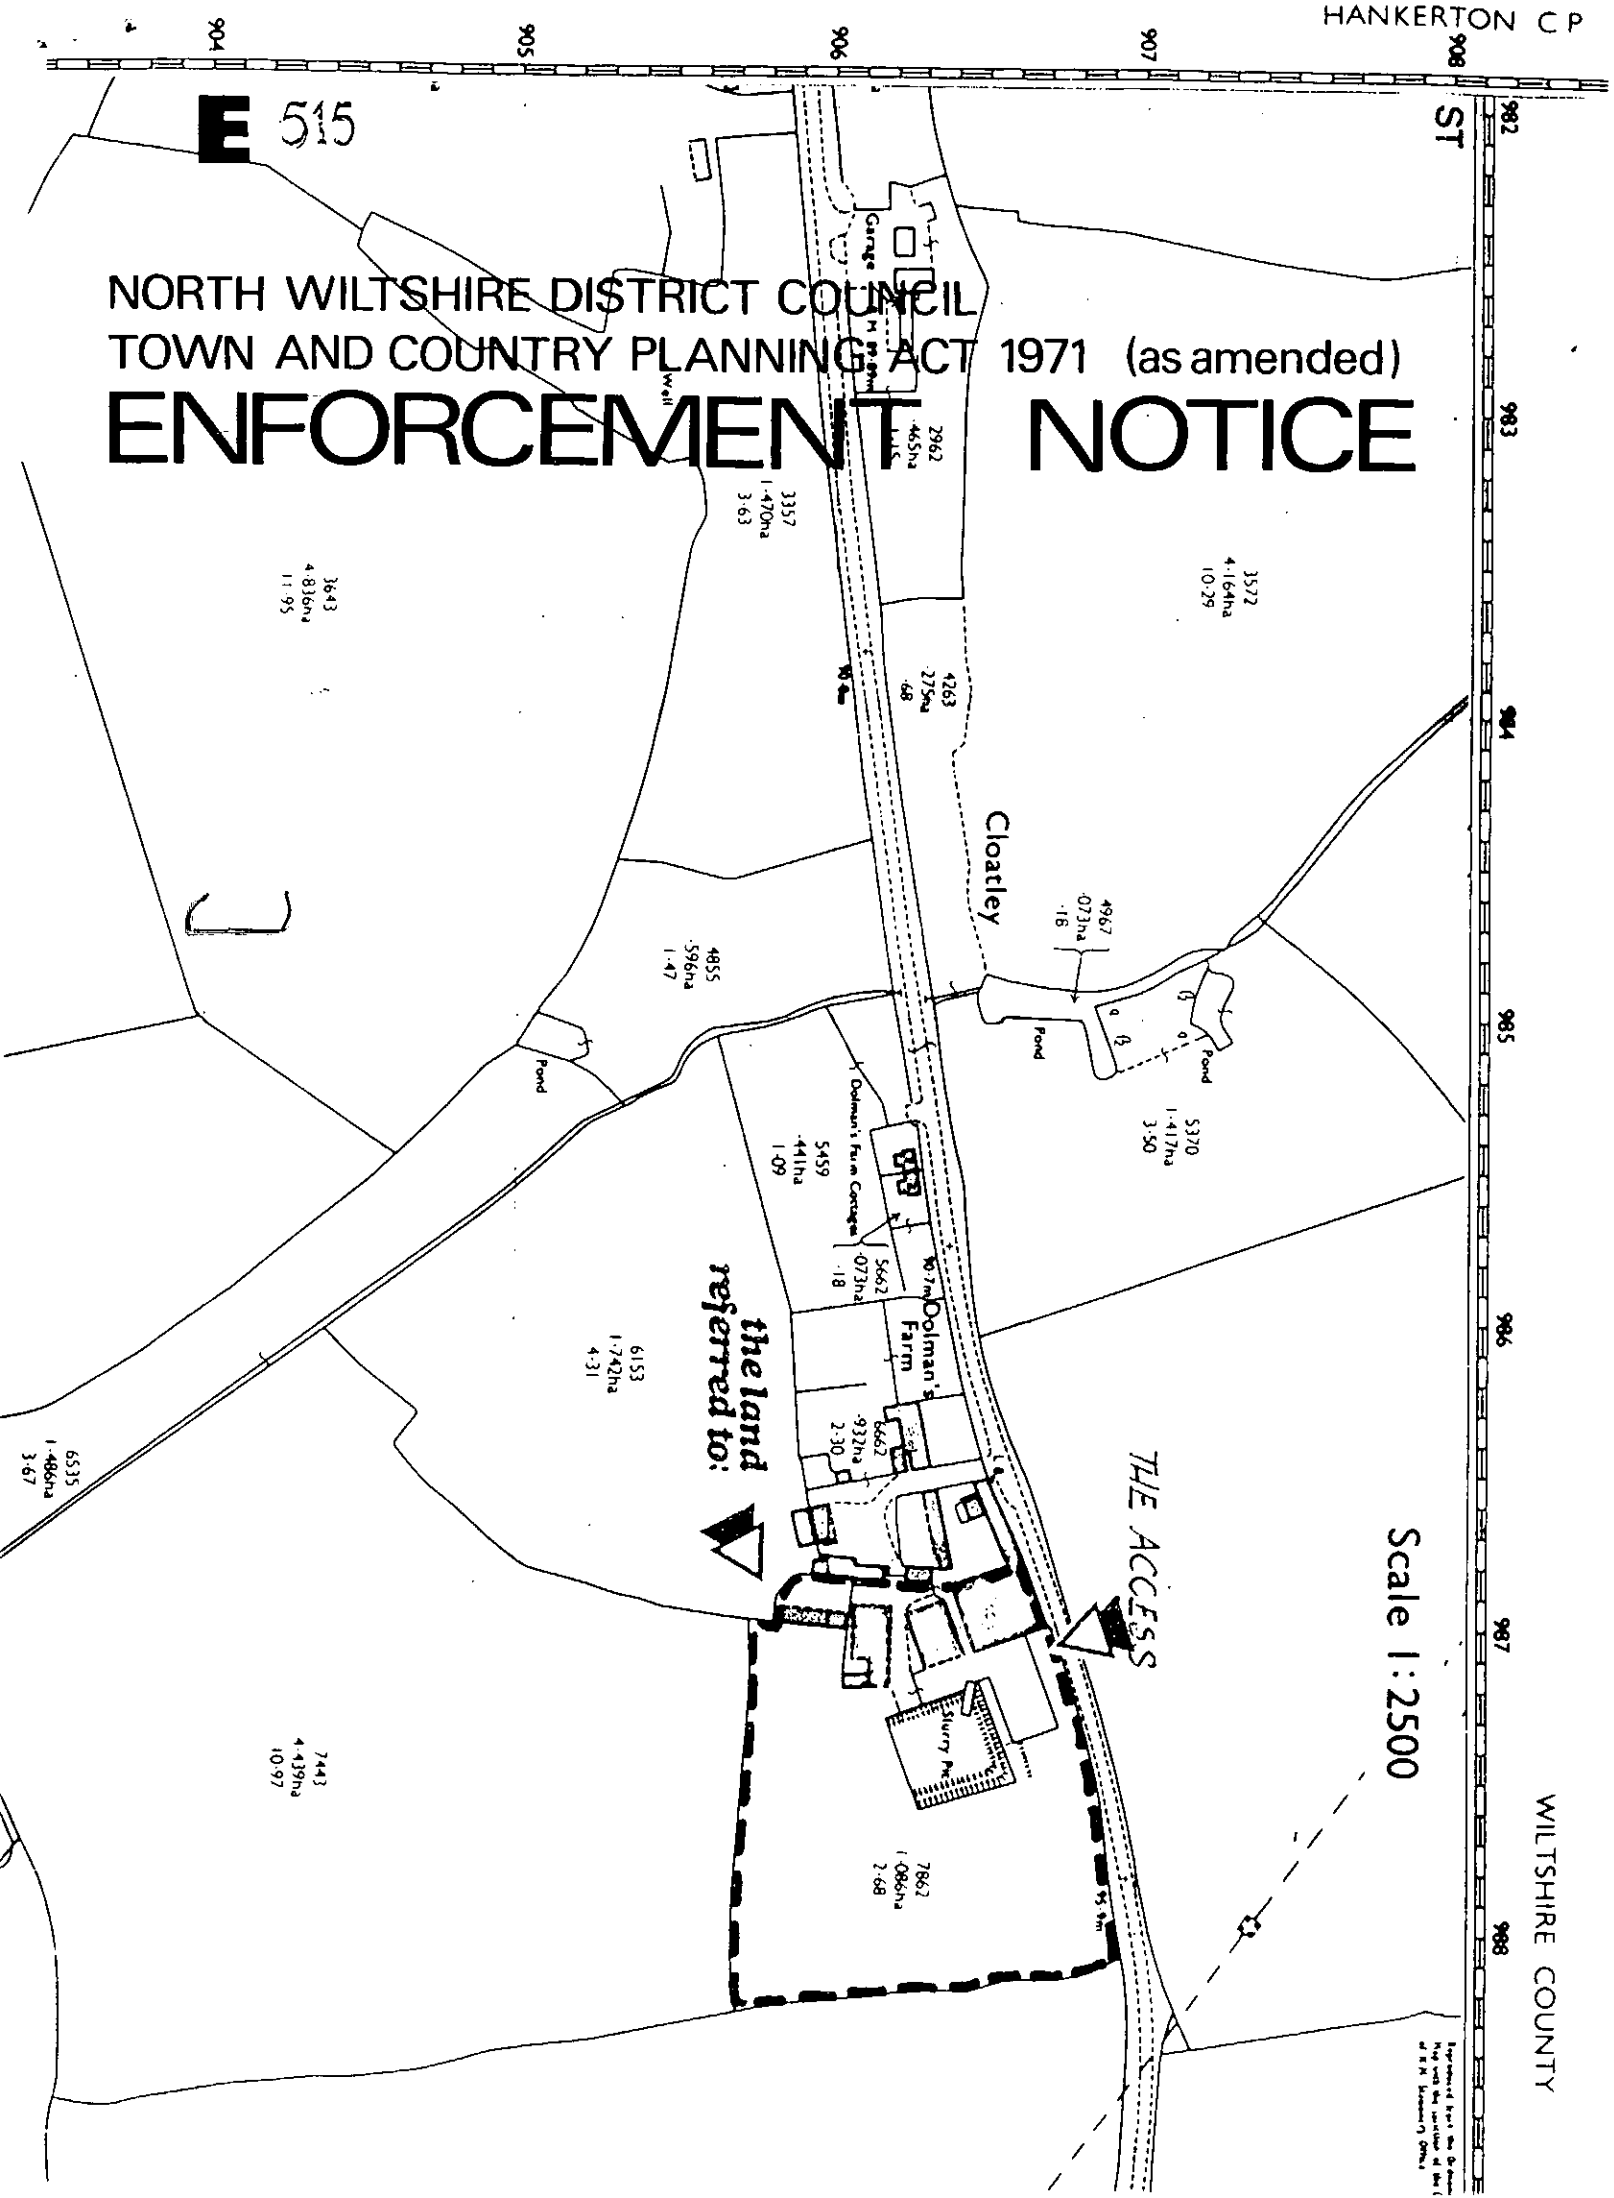 HANKERTON C P
904
905
906
907
908
E 515
ST
982
983
984
985
986
987
988
NORTH WILTSHIRE DISTRICT COUNCIL
TOWN AND COUNTRY PLANNING ACT 1971 (as amended)
ENFORCEMENT NOTICE
Garage
Well
2962
·465ha
3357
1·470ha
3·63
3643
4·836ha
11·95
3572
4·164ha
10·29
4263
·275ha
·68
Cloatley
4967
·073ha
·18
4855
·596ha
1·47
Pond
Pond
Pond
5370
1·417ha
3·50
Dolman's Farm Cottages
5459
·441ha
1·09
5662
·073ha
·18
90·7m
Dolman's
Farm
6153
1·742ha
4·31
the land
referred to:
6662
·932ha
2·30
6535
1·486ha
3·67
THE ACCESS
Scale 1:2500
Slurry Pit
7443
4·439ha
10·97
7862
1·086ha
2·68
95·9m
WILTSHIRE COUNTY